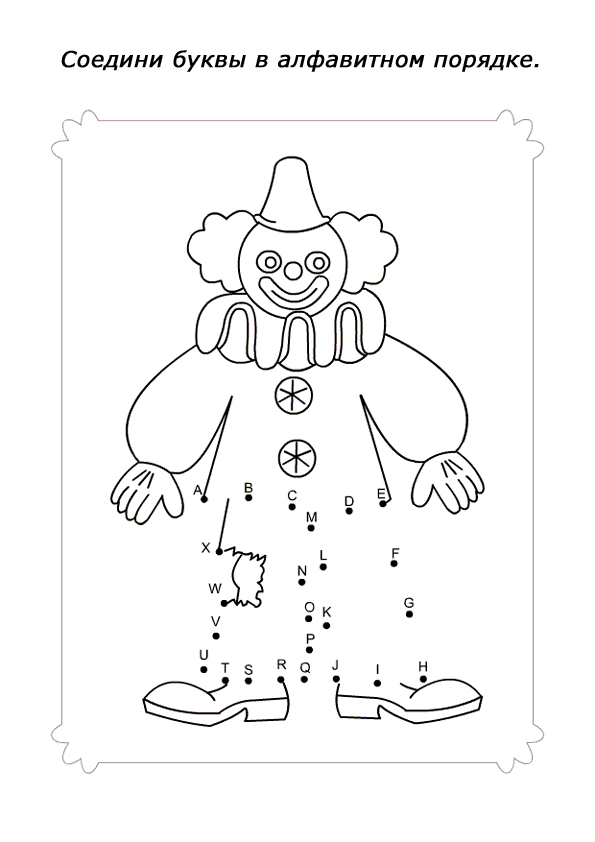 Соедини буквы в алфавитном порядке.
A B C D E
M
X L F
N
W
O K G
V
P
U T S R Q J I H